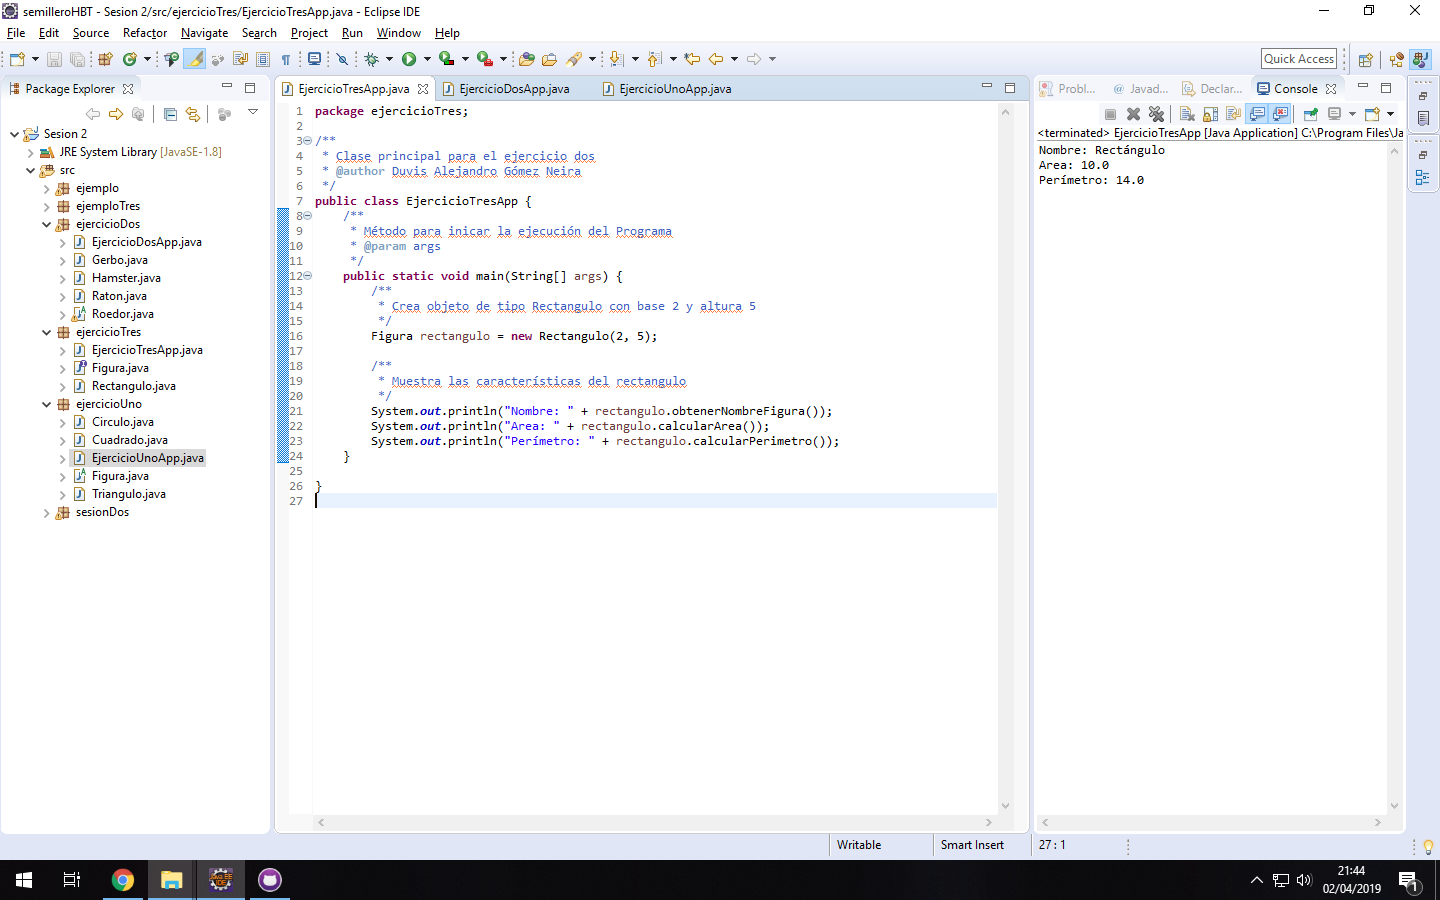 semilleroHBT - Sesion 2/src/ejercicioTres/EjercicioTresApp.java - Eclipse IDE
File Edit Source Refactor Navigate Search Project Run Window Help
Quick Access
Package Explorer
Sesion 2
JRE System Library [JavaSE-1.8]
src
ejemplo
ejemploTres
ejercicioDos
EjercicioDosApp.java
Gerbo.java
Hamster.java
Raton.java
Roedor.java
ejercicioTres
EjercicioTresApp.java
Figura.java
Rectangulo.java
ejercicioUno
Circulo.java
Cuadrado.java
EjercicioUnoApp.java
Figura.java
Triangulo.java
sesionDos
EjercicioTresApp.java EjercicioDosApp.java EjercicioUnoApp.java
1 package ejercicioTres;
2
3 /**
4 * Clase principal para el ejercicio dos
5 * @author Duvis Alejandro Gómez Neira
6 */
7 public class EjercicioTresApp {
8 /**
9 * Método para inicar la ejecución del Programa
10 * @param args
11 */
12 public static void main(String[] args) {
13 /**
14 * Crea objeto de tipo Rectangulo con base 2 y altura 5
15 */
16 Figura rectangulo = new Rectangulo(2, 5);
17
18 /**
19 * Muestra las característícas del rectangulo
20 */
21 System.out.println("Nombre: " + rectangulo.obtenerNombreFigura());
22 System.out.println("Area: " + rectangulo.calcularArea());
23 System.out.println("Perímetro: " + rectangulo.calcularPerimetro());
24 }
25
26 }
27
Probl... @ Javad... Declar... Console
<terminated> EjercicioTresApp [Java Application] C:\Program Files\Ja
Nombre: Rectángulo
Area: 10.0
Perímetro: 14.0
Writable Smart Insert 27 : 1
Java EE
IDE
21:44
02/04/2019
1